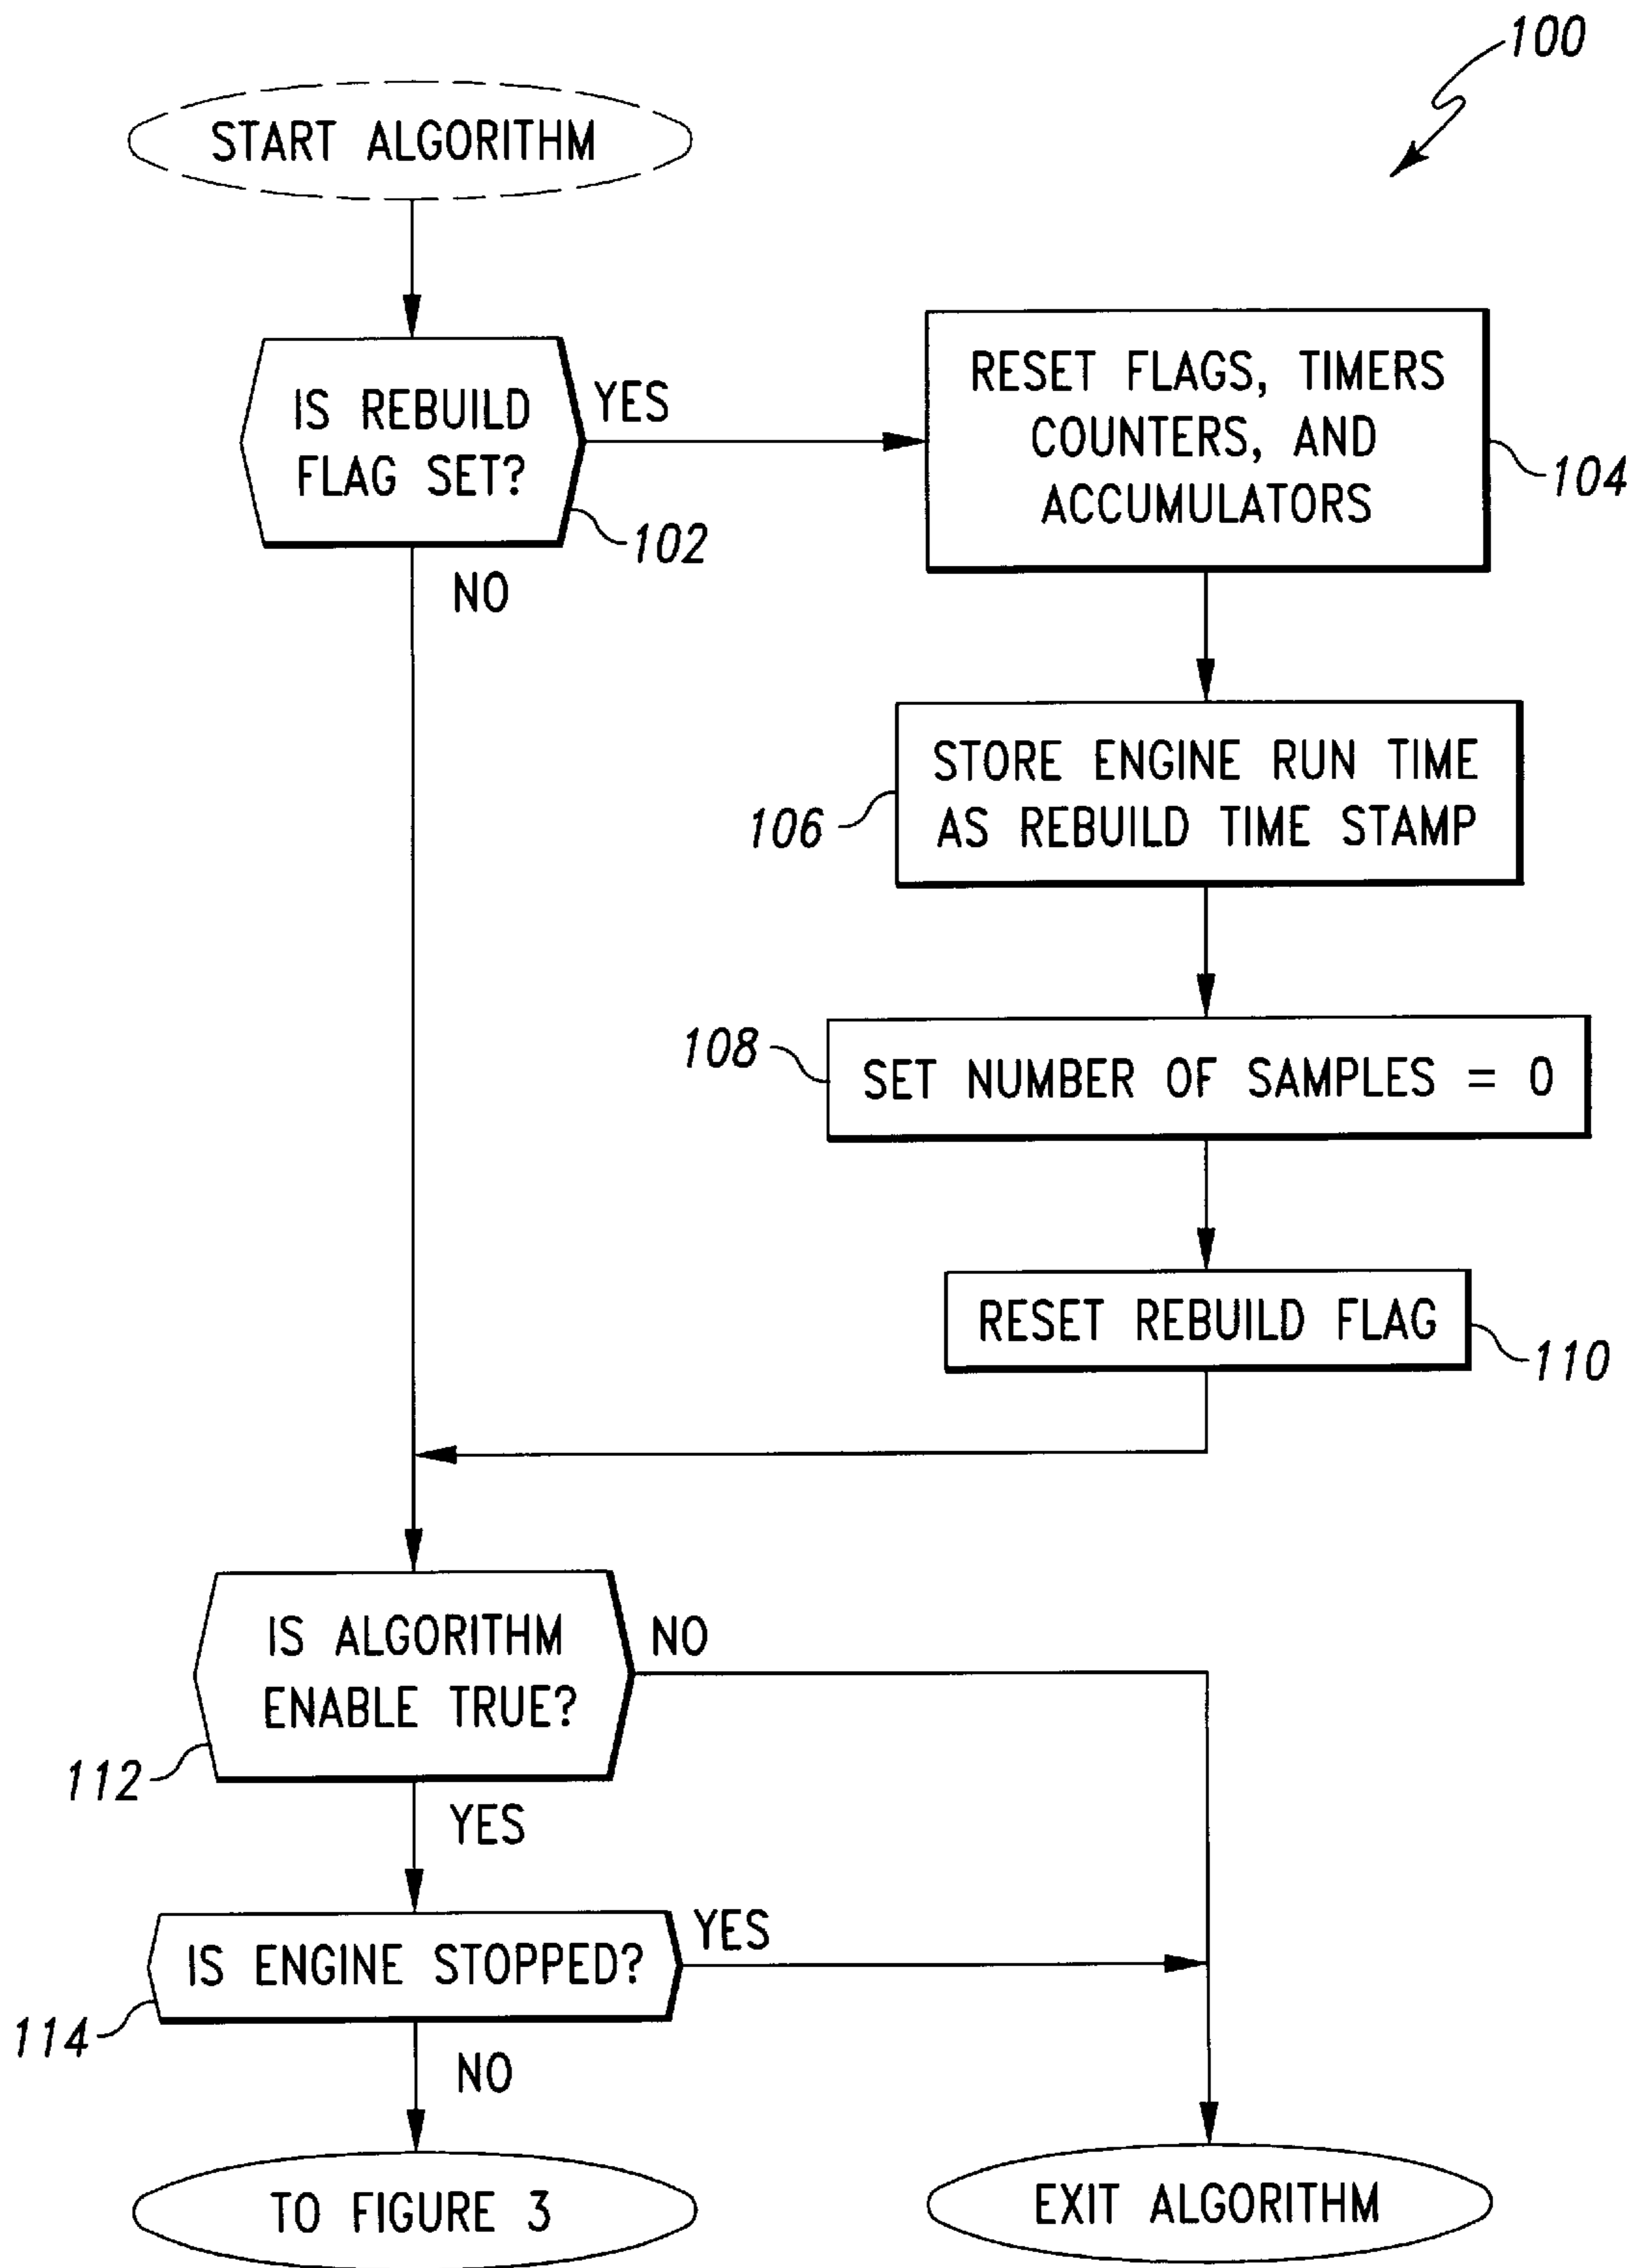 100
START ALGORITHM
IS REBUILD
FLAG SET?
YES
102
NO
RESET FLAGS, TIMERS
COUNTERS, AND
ACCUMULATORS
104
STORE ENGINE RUN TIME
AS REBUILD TIME STAMP
106
108
SET NUMBER OF SAMPLES = 0
RESET REBUILD FLAG
110
IS ALGORITHM
ENABLE TRUE?
NO
112
YES
IS ENGINE STOPPED?
YES
114
NO
TO FIGURE 3
EXIT ALGORITHM